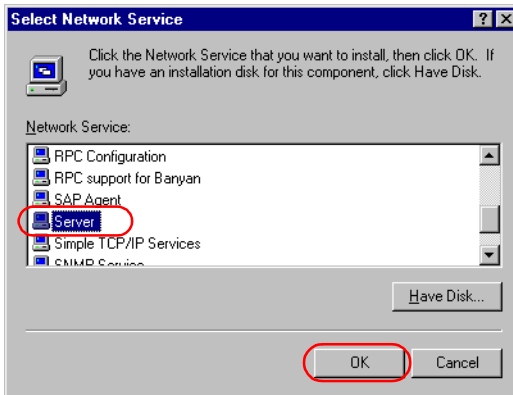 Select Network Service
Click the Network Service that you want to install, then click OK. If
you have an installation disk for this component, click Have Disk.
Network Service:
RPC Configuration
RPC support for Banyan
SAP Agent
Server
Simple TCP/IP Services
SNMP Service
Have Disk...
OK
Cancel